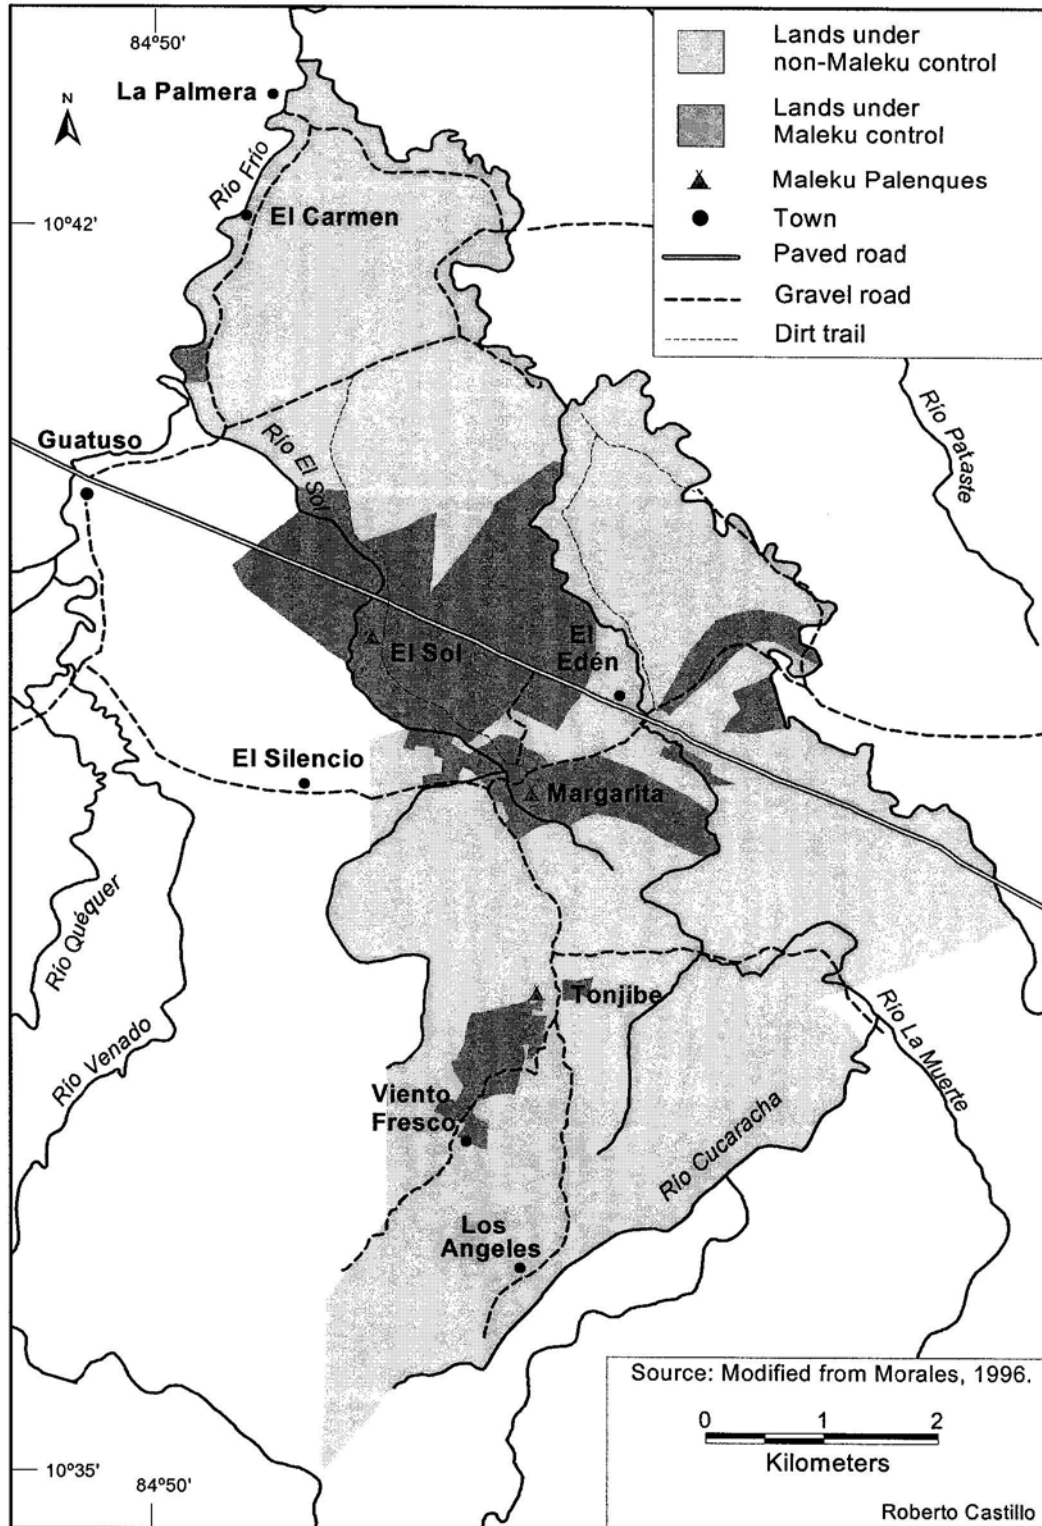 84°50'
Lands under
non-Maleku control
La Palmera
N
Lands under
Maleku control
Río Frío
Maleku Palenques
10°42'
El Carmen
Town
Paved road
Gravel road
Dirt trail
Río Pataste
Guatuso
Río El Sol
El Sol
El
Edén
El Silencio
Margarita
Río Quéquer
Tonjibe
Río Venado
Río La Muerte
Viento
Fresco
Río Cucaracha
Los
Angeles
Source: Modified from Morales, 1996.
0 1 2
Kilometers
10°35'
84°50'
Roberto Castillo